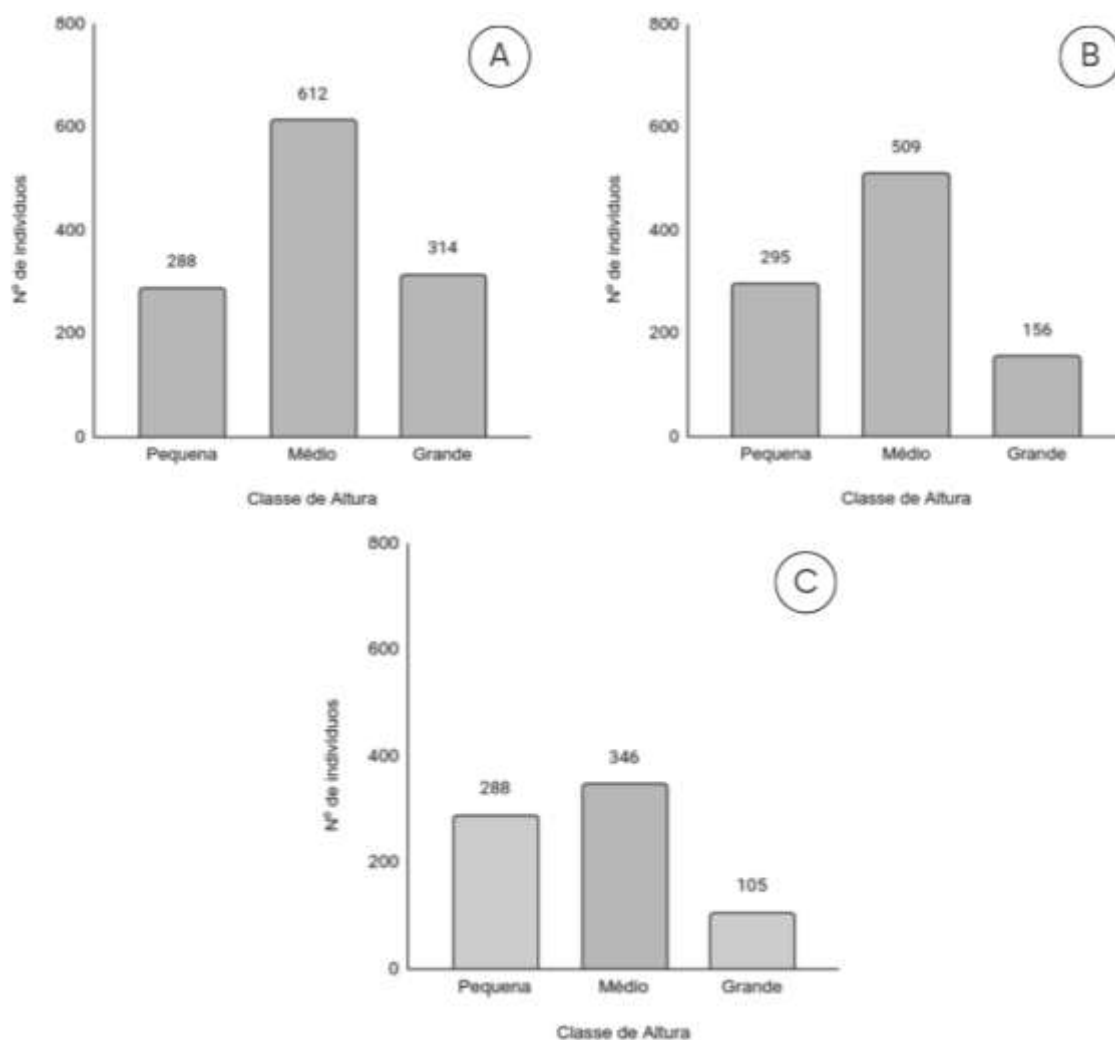 A
Nº de indivíduos
800
600
400
200
0
288
612
314
Pequena Médio Grande
Classe de Altura
B
Nº de indivíduos
800
600
400
200
0
295
509
156
Pequena Médio Grande
Classe de Altura
C
Nº de indivíduos
800
600
400
200
0
288
346
105
Pequena Médio Grande
Classe de Altura